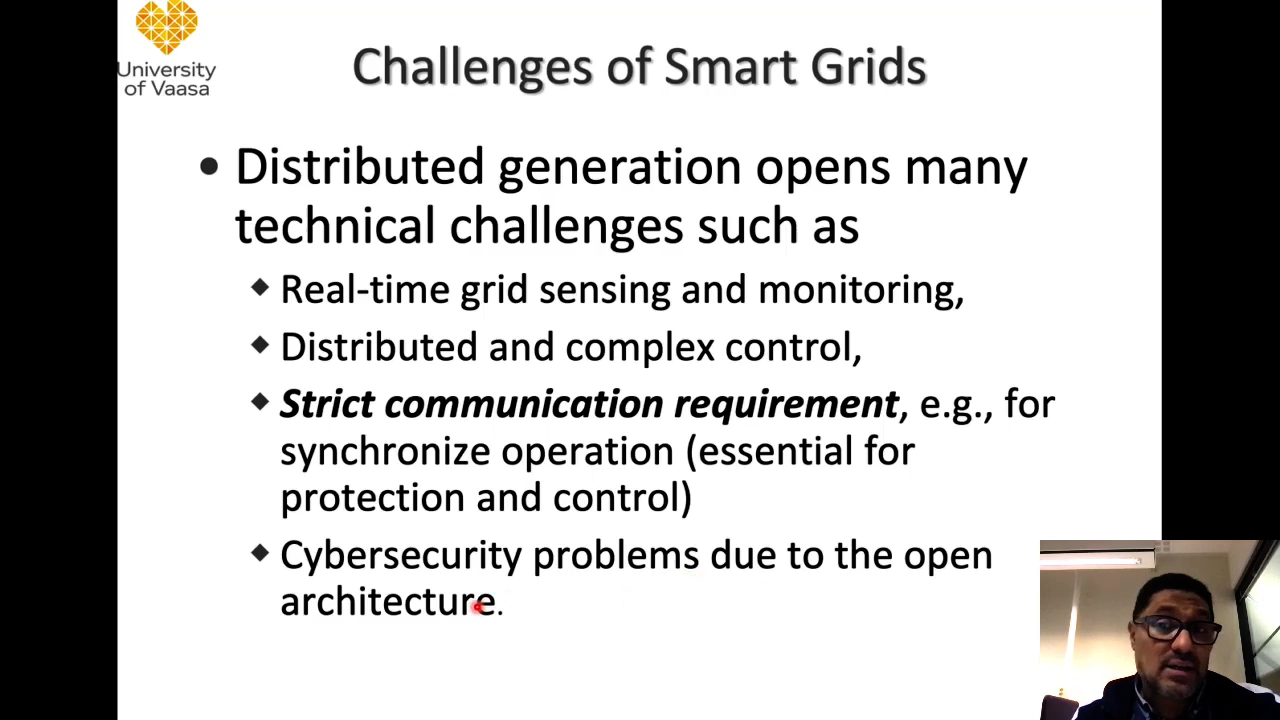 University
of Vaasa
Challenges of Smart Grids
• Distributed generation opens many
technical challenges such as
◆ Real-time grid sensing and monitoring,
◆ Distributed and complex control,
◆ Strict communication requirement, e.g., for
synchronize operation (essential for
protection and control)
◆ Cybersecurity problems due to the open
architecture.